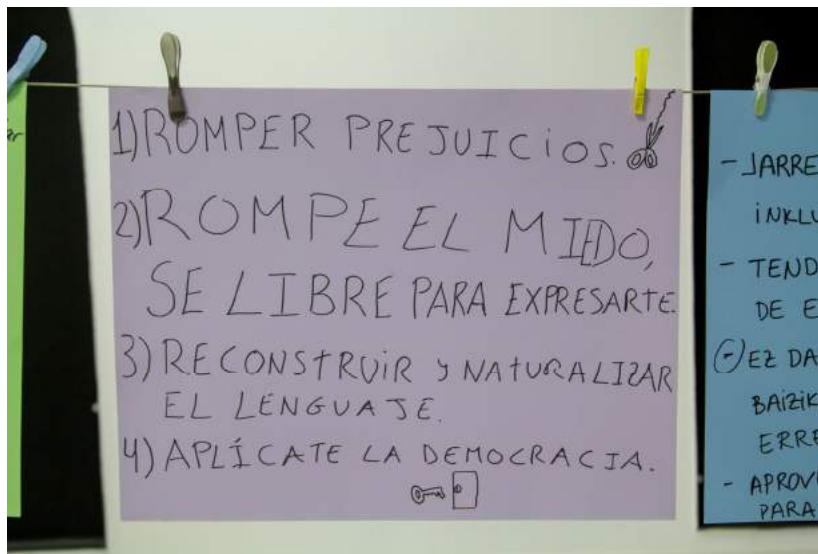 1) ROMPER PREJUICIOS.
2) ROMPE EL MIEDO,
SE LIBRE PARA EXPRESARTE.
3) RECONSTRUIR y NATURALIZAR
EL LENGUAJE.
4) APLÍCATE LA DEMOCRACIA.
- JARRE
INKLU
- TEND
DE E
- EZ DA
BAIZIK
ERRE
- APROV
PARA